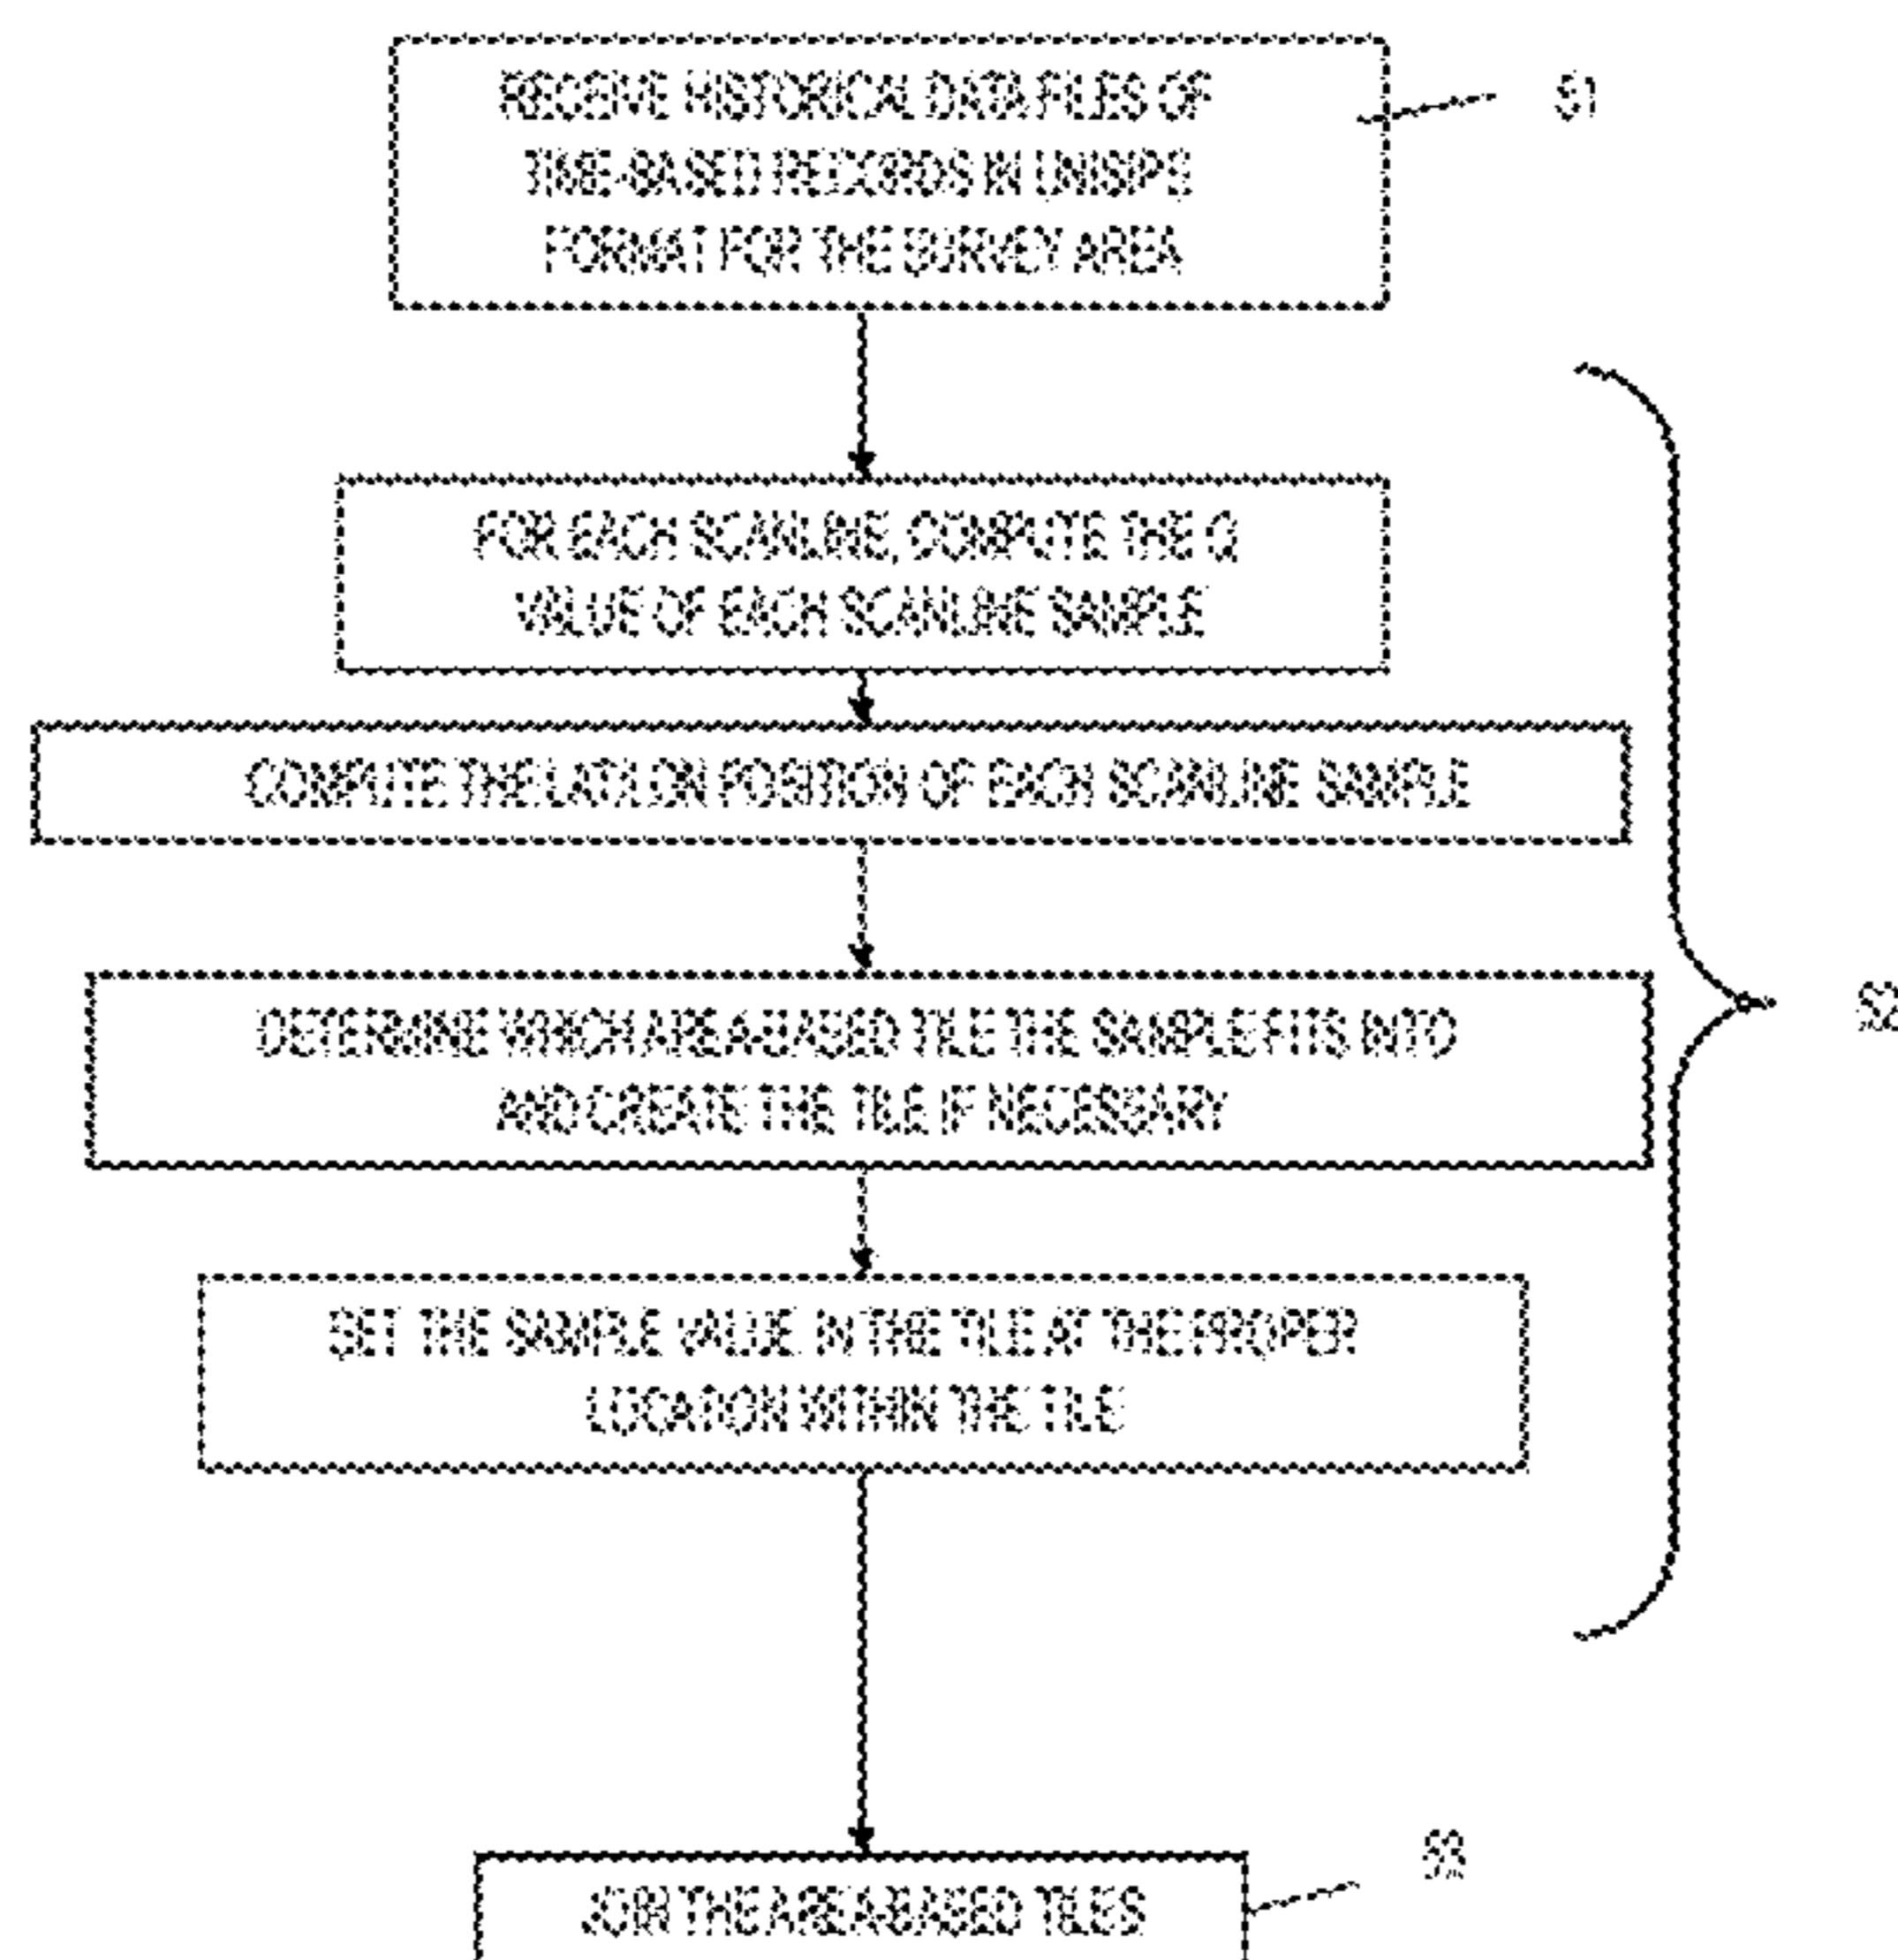 RECEIVE HISTORICAL DATA FILES OF
TIME-BASED RECORDS IN UNISIPS
FORMAT FOR THE SURVEY AREA
S1
FOR EACH SCANLINE, COMPUTE THE Q
VALUE OF EACH SCANLINE SAMPLE
COMPUTE THE LAT/LON POSITION OF EACH SCANLINE SAMPLE
DETERMINE WHICH AREA-BASED TILE THE SAMPLE FITS INTO
AND CREATE THE TILE IF NECESSARY
S2
SET THE SAMPLE VALUE IN THE TILE AT THE PROPER
LOCATION WITHIN THE TILE
S3
JOIN THE AREA-BASED TILES